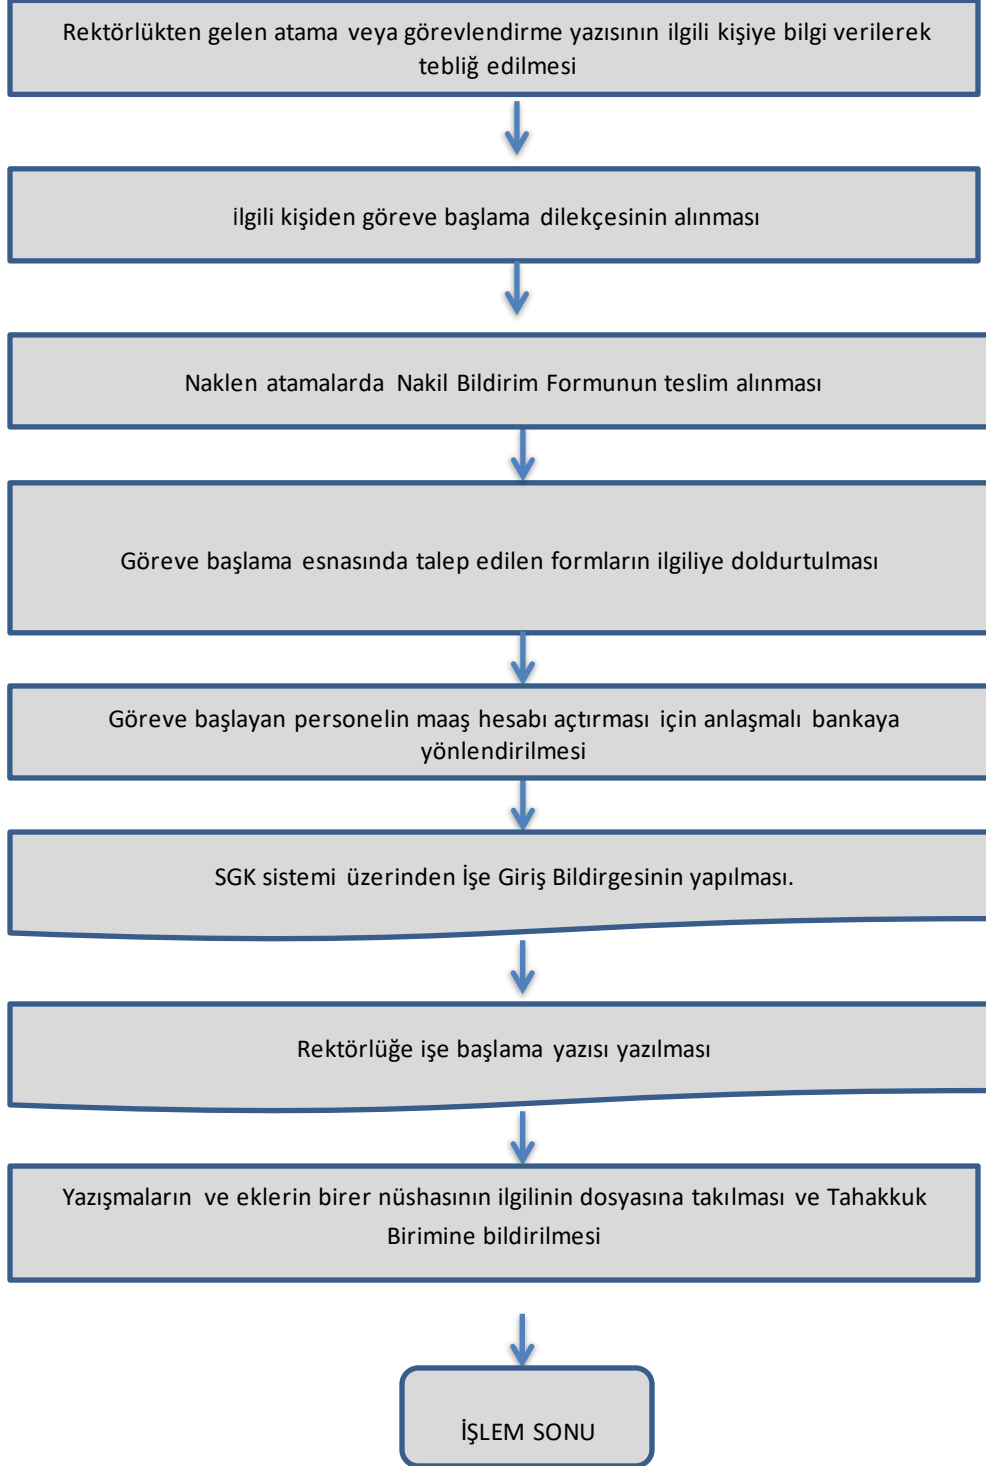 Rektörlükten gelen atama veya görevlendirme yazısının ilgili kişiye bilgi verilerek
tebliğ edilmesi
İlgili kişiden göreve başlama dilekçesinin alınması
Naklen atamalarda Nakil Bildirim Formunun teslim alınması
Göreve başlama esnasında talep edilen formların ilgiliye doldurtulması
Göreve başlayan personelin maaş hesabı açtırması için anlaşmalı bankaya
yönlendirilmesi
SGK sistemi üzerinden İşe Giriş Bildirgesinin yapılması.
Rektörlüğe işe başlama yazısı yazılması
Yazışmaların ve eklerin birer nüshasının ilgilinin dosyasına takılması ve Tahakkuk
Birimine bildirilmesi
İŞLEM SONU